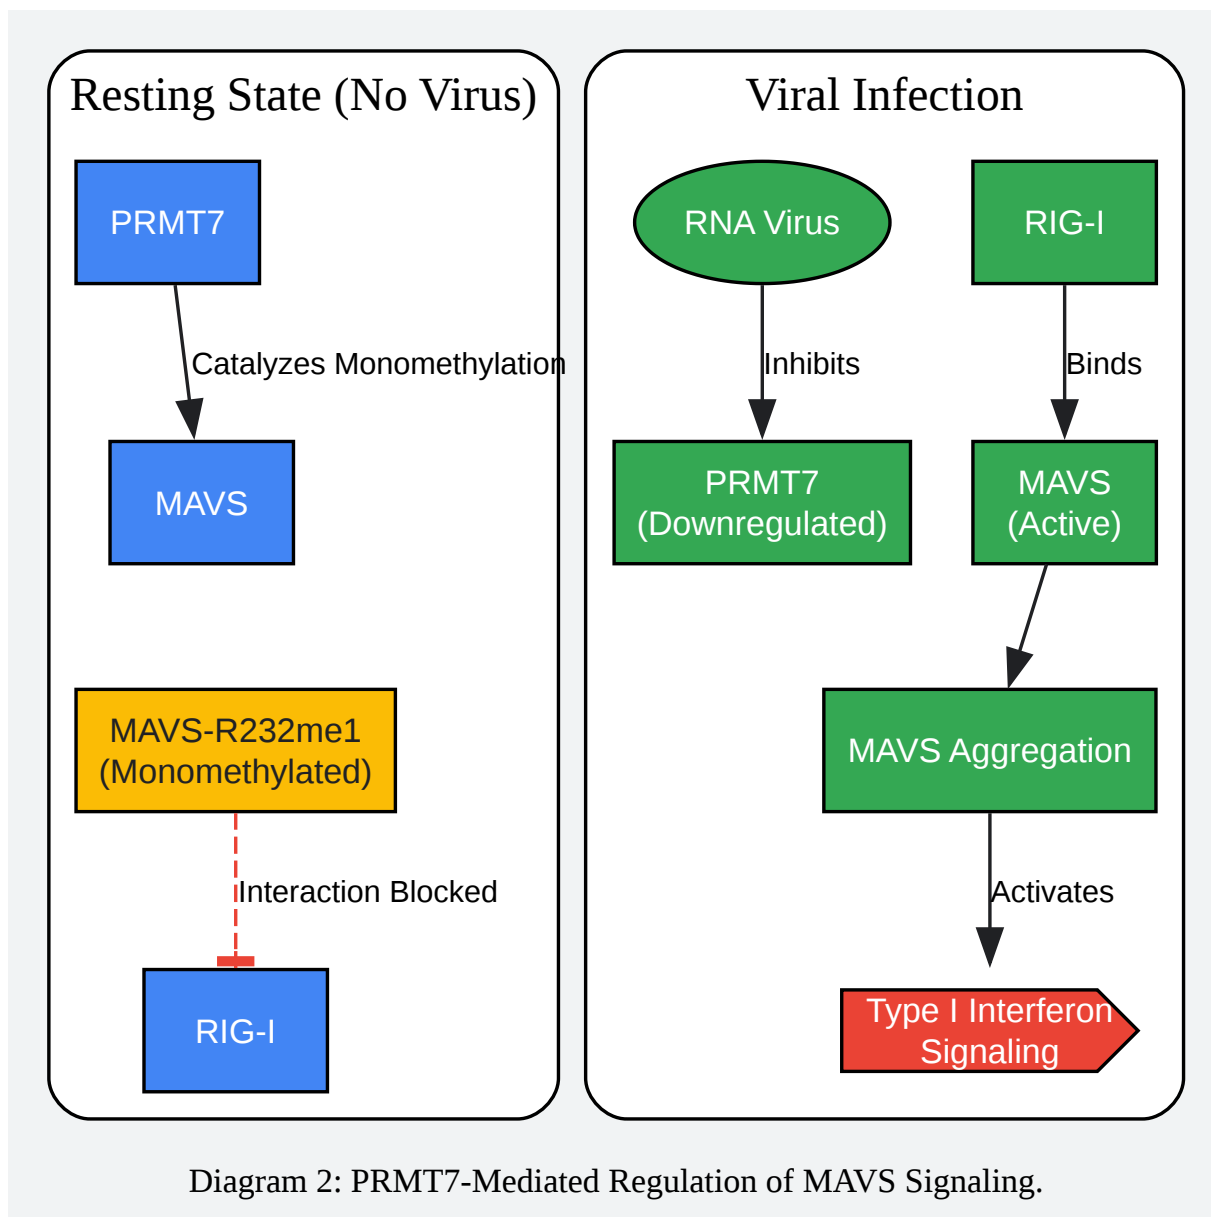 Resting State (No Virus)
PRMT7
Catalyzes Monomethylation
MAVS
MAVS-R232me1
(Monomethylated)
Interaction Blocked
RIG-I
Viral Infection
RNA Virus
RIG-I
Inhibits
Binds
PRMT7
(Downregulated)
MAVS
(Active)
MAVS Aggregation
Activates
Type I Interferon
Signaling
Diagram 2: PRMT7-Mediated Regulation of MAVS Signaling.